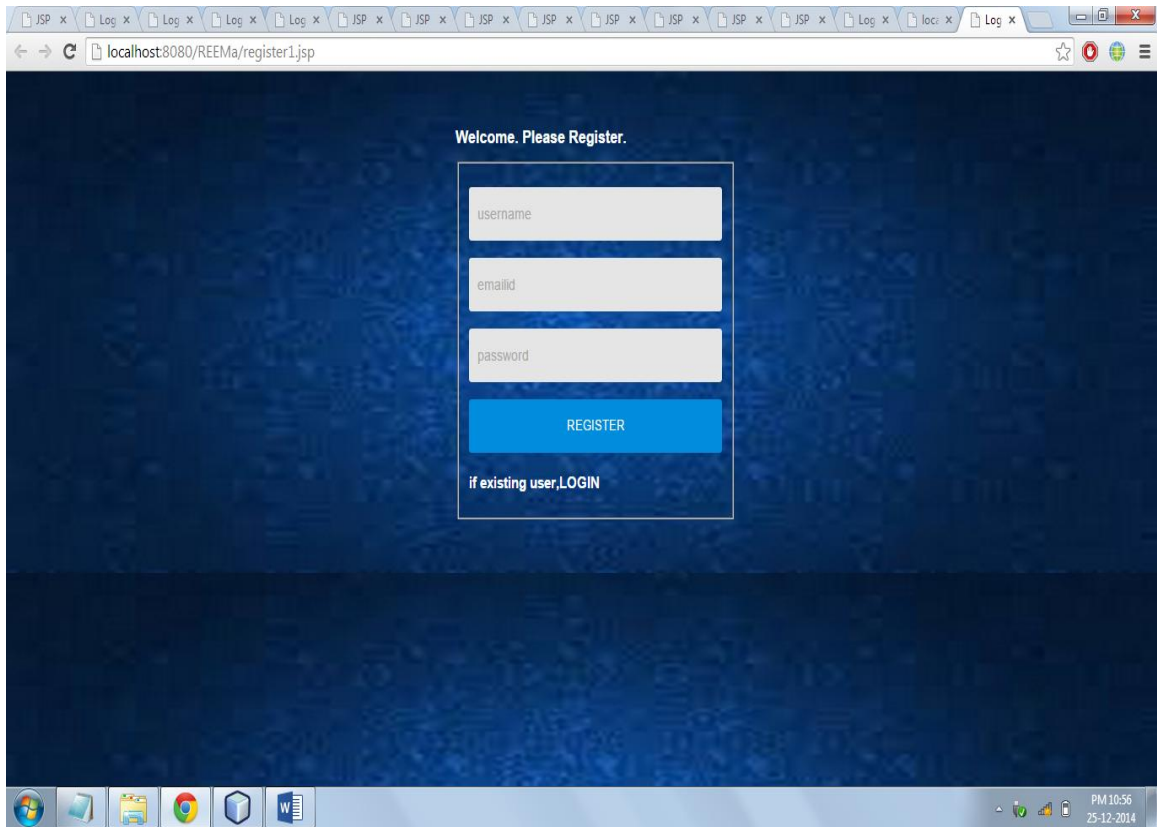 JSP Log Log Log Log JSP JSP JSP JSP JSP JSP JSP JSP Log loca Log
localhost:8080/REEMa/register1.jsp
Welcome. Please Register.
username
emailid
password
REGISTER
if existing user,LOGIN
PM 10:56
25-12-2014